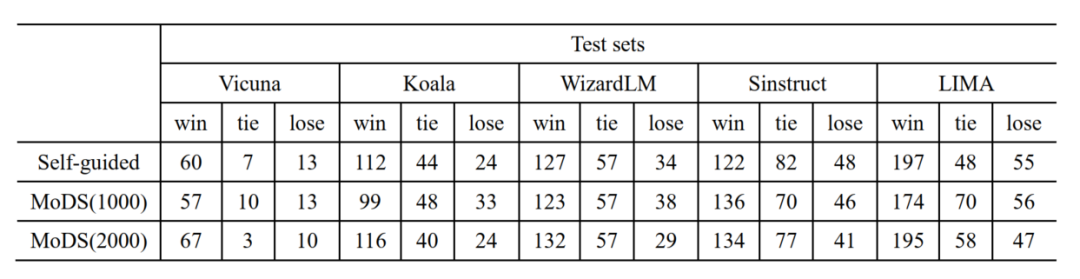 Test sets
Vicuna Koala WizardLM Sinstruct LIMA
win tie lose win tie lose win tie lose win tie lose win tie lose
Self-guided 60 7 13 112 44 24 127 57 34 122 82 48 197 48 55
MoDS(1000) 57 10 13 99 48 33 123 57 38 136 70 46 174 70 56
MoDS(2000) 67 3 10 116 40 24 132 57 29 134 77 41 195 58 47